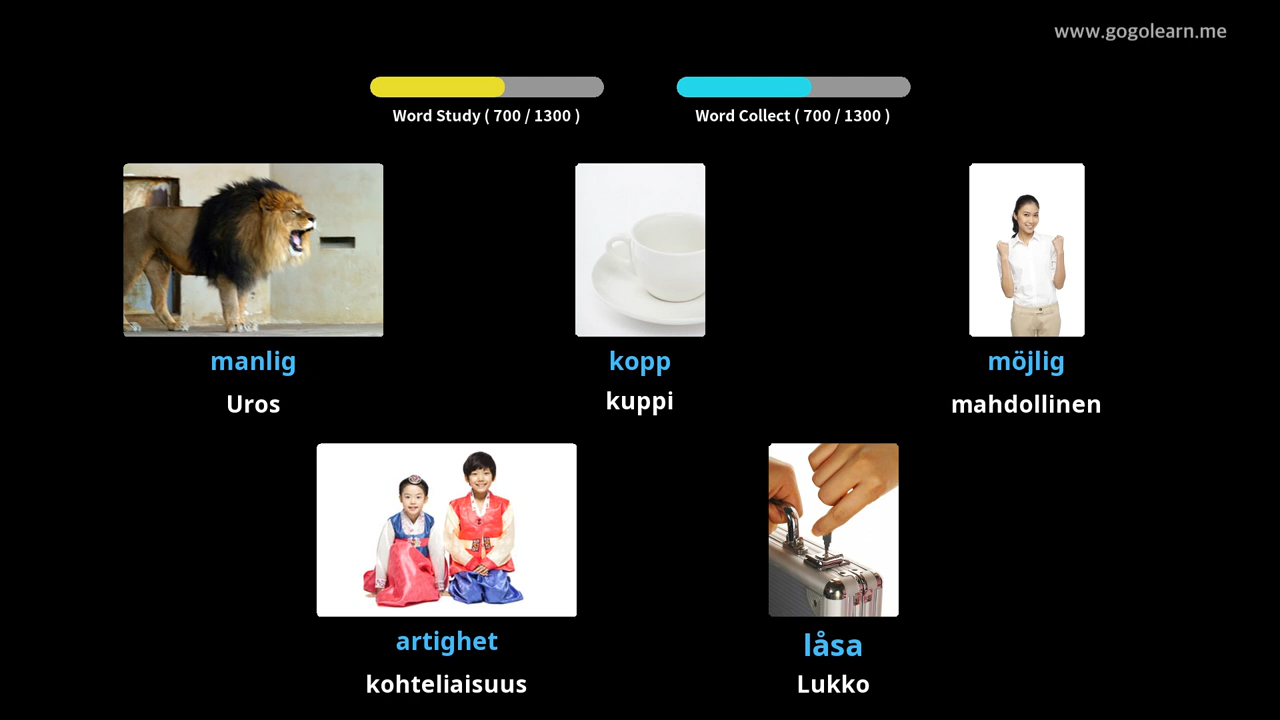 www.gogolearn.me
Word Study ( 700 / 1300 )
Word Collect ( 700 / 1300 )
manlig
Uros
kopp
kuppi
möjlig
mahdollinen
artighet
kohteliaisuus
låsa
Lukko